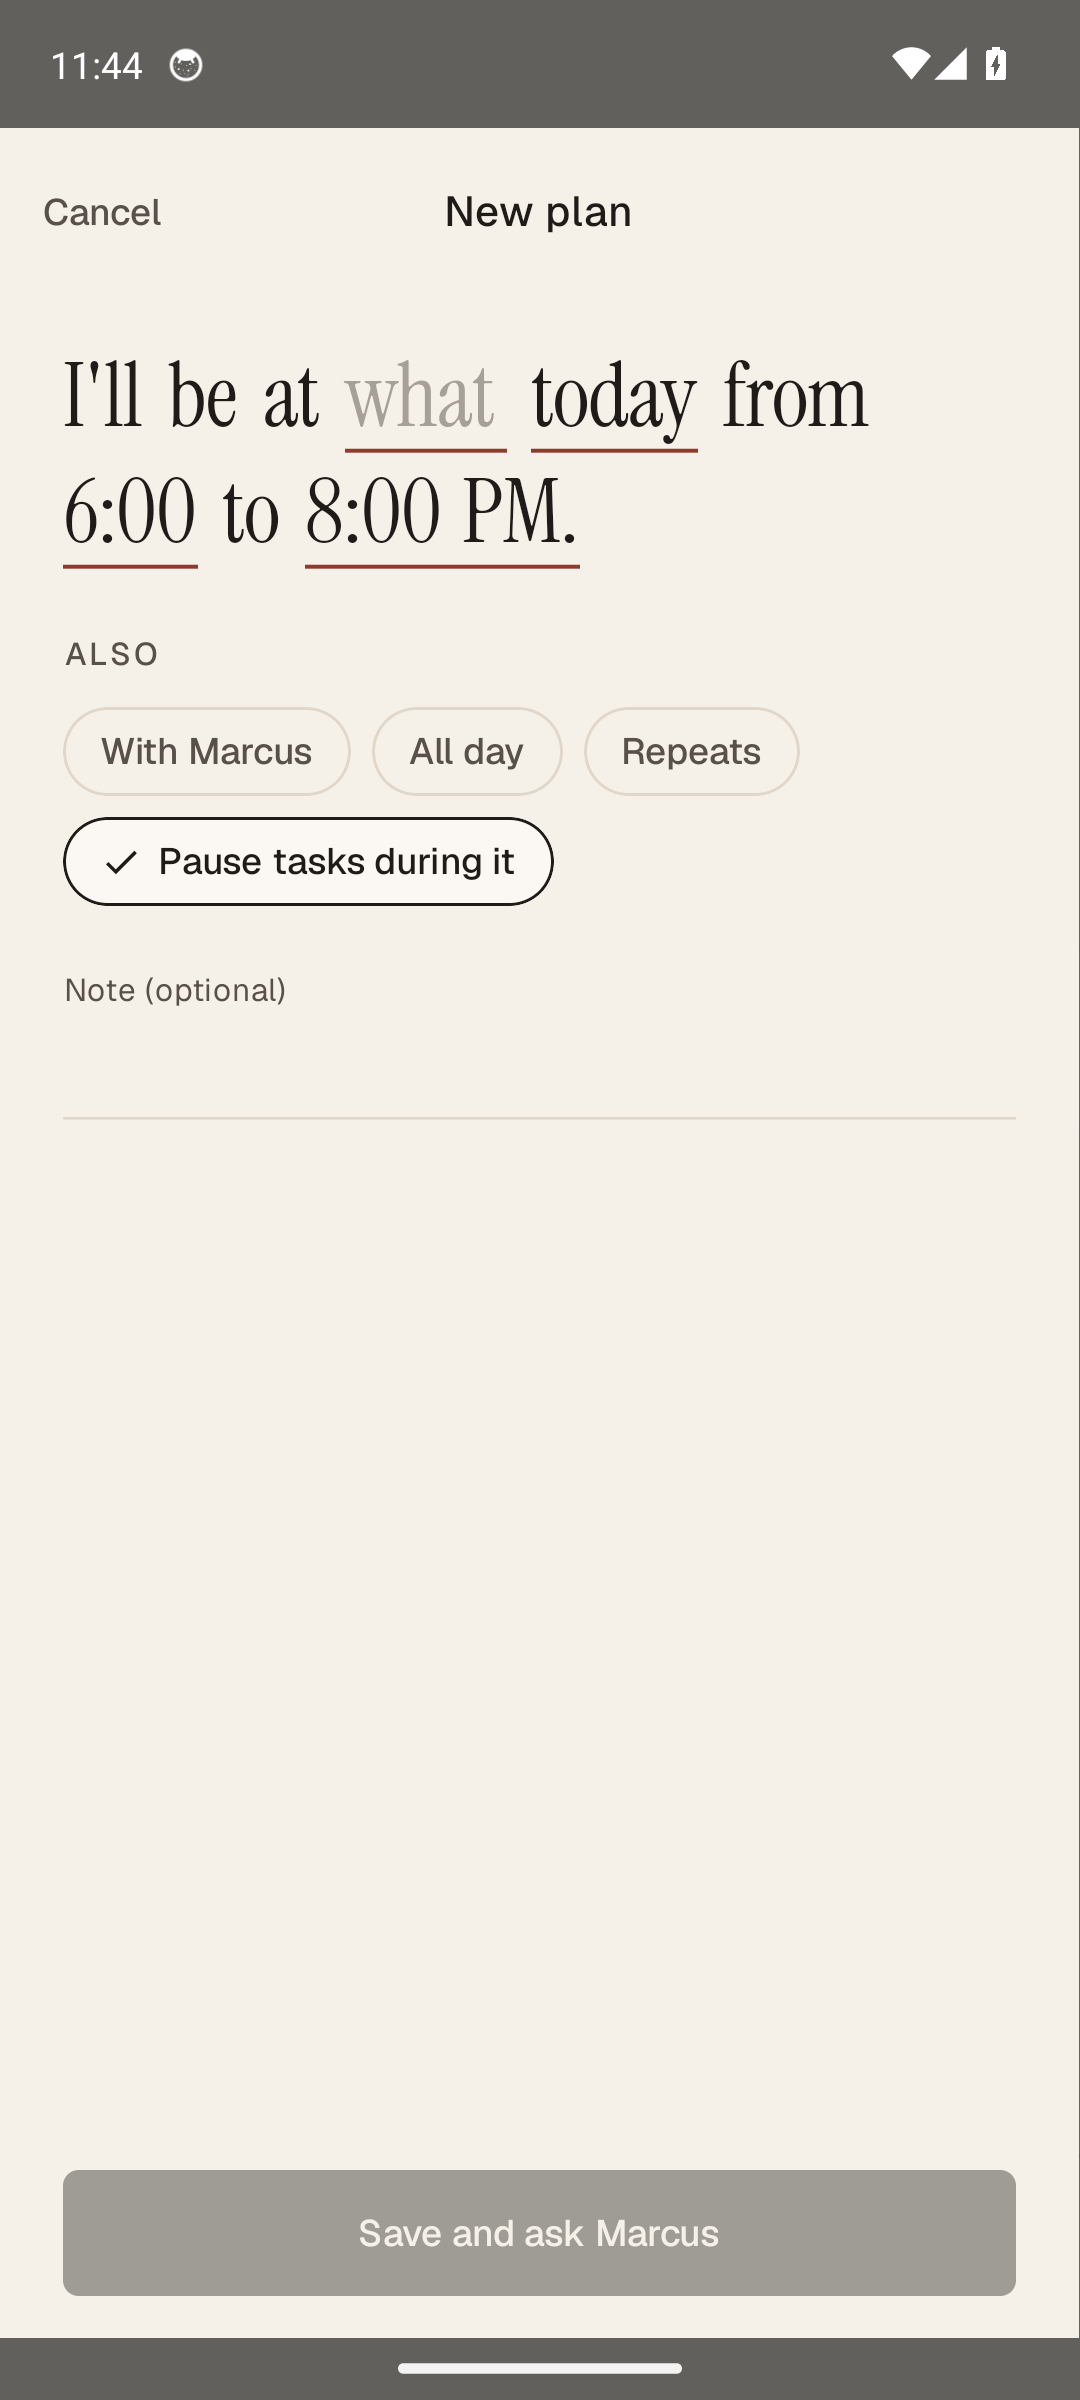 11:44
Cancel
New plan
I'll be at what today from
6:00 to 8:00 PM.
ALSO
With Marcus
All day
Repeats
Pause tasks during it
Note (optional)
Save and ask Marcus